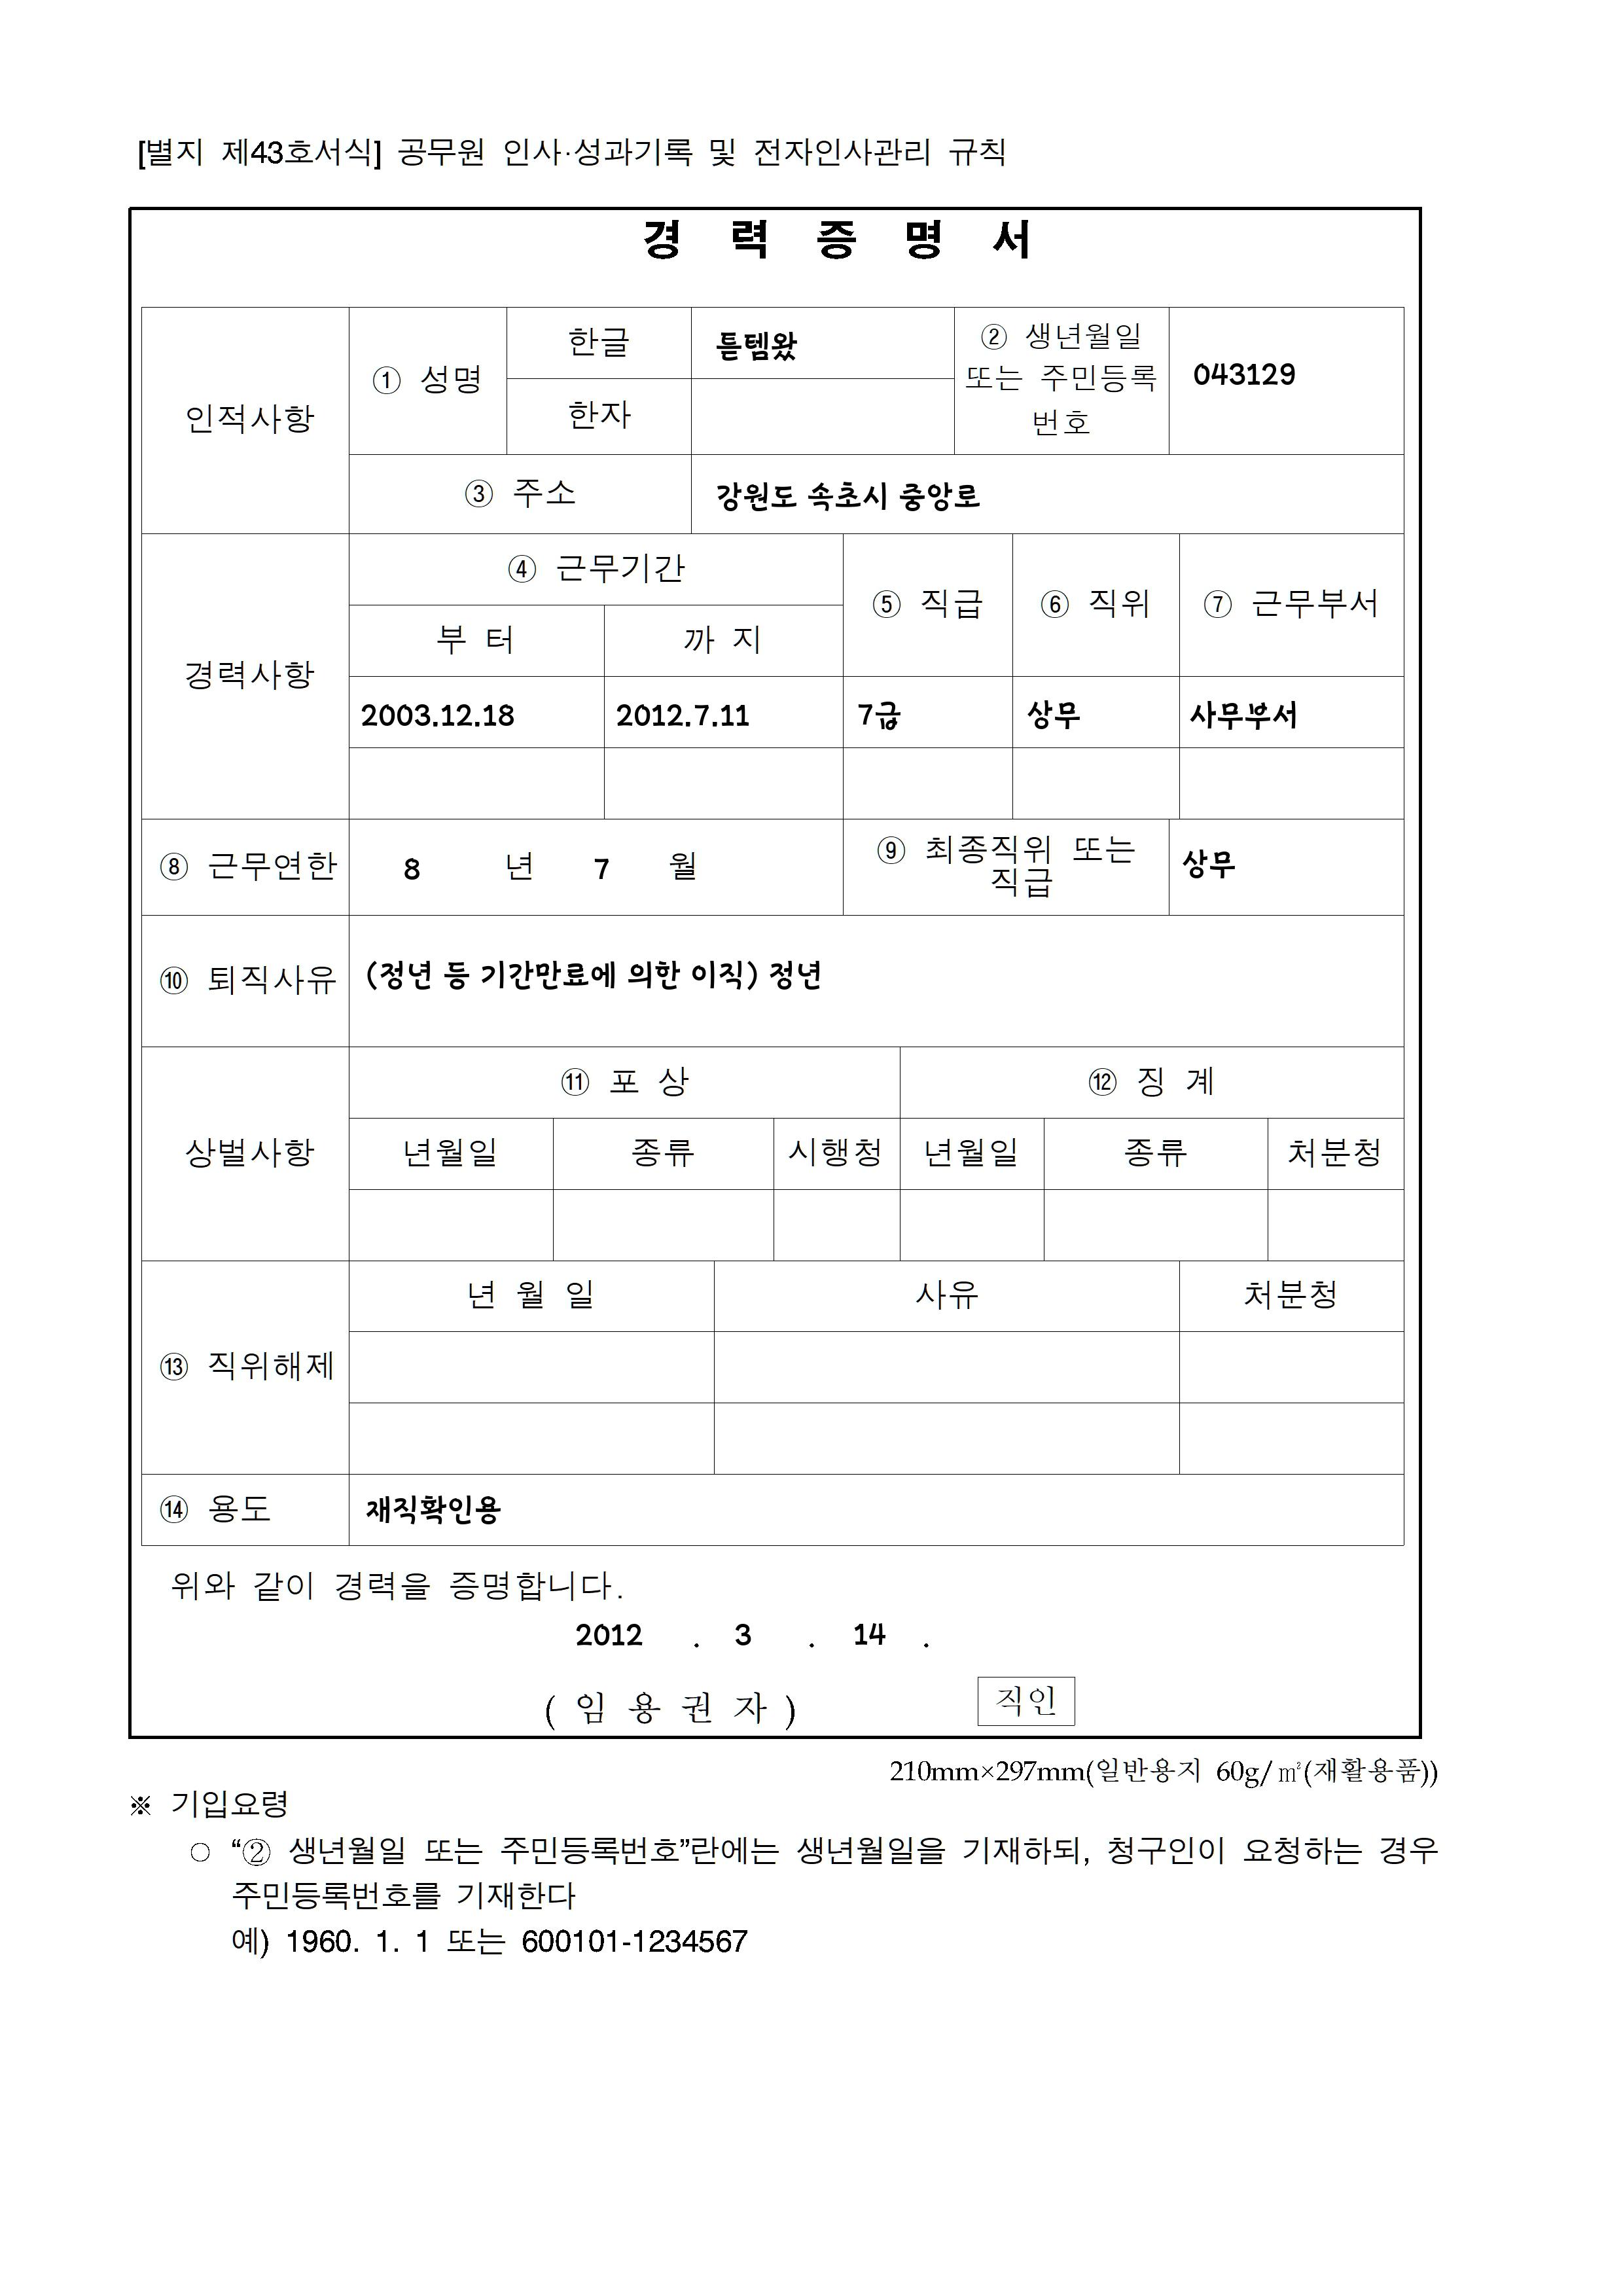 [별지 제43호서식] 공무원 인사·성과기록 및 전자인사관리 규칙
경 력 증 명 서
인적사항
① 성명
한글
튿템왔
② 생년월일
또는 주민등록
번호
043129
한자
③ 주소
강원도 속초시 중앙로
경력사항
④ 근무기간
⑤ 직급
⑥ 직위
⑦ 근무부서
부 터
까 지
2003.12.18
2012.7.11
7급
상무
사무부서
⑧ 근무연한
8 년 7 월
⑨ 최종직위 또는
직급
상무
⑩ 퇴직사유
(정년 등 기간만료에 의한 이직) 정년
상벌사항
⑪ 포 상
⑫ 징 계
년월일
종류
시행청
년월일
종류
처분청
⑬ 직위해제
년 월 일
사유
처분청
⑭ 용도
재직확인용
위와 같이 경력을 증명합니다.
2012 . 3 . 14 .
( 임 용 권 자 )
직인
210mm×297mm(일반용지 60g/㎡(재활용품))
※ 기입요령
○ “② 생년월일 또는 주민등록번호”란에는 생년월일을 기재하되, 청구인이 요청하는 경우
주민등록번호를 기재한다
예) 1960. 1. 1 또는 600101-1234567